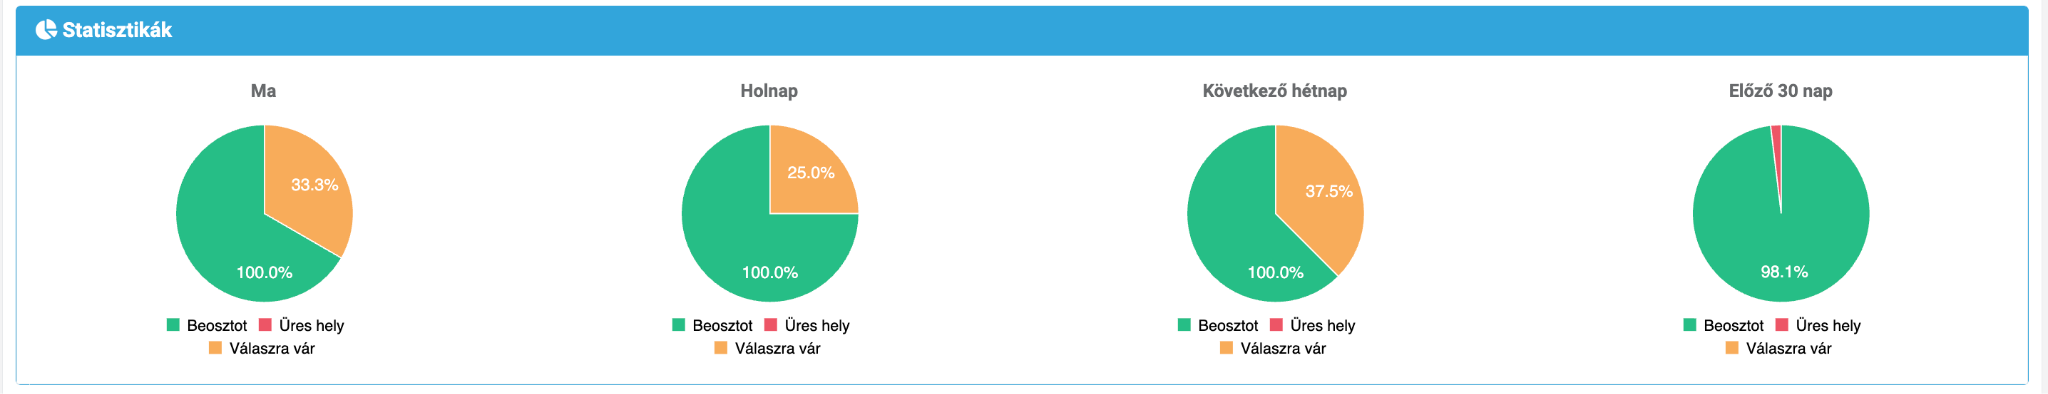 Statisztikák
Ma
33.3%
100.0%
Beosztot Üres hely
Válaszra vár
Holnap
25.0%
100.0%
Beosztot Üres hely
Válaszra vár
Következő hétnap
37.5%
100.0%
Beosztot Üres hely
Válaszra vár
Előző 30 nap
98.1%
Beosztot Üres hely
Válaszra vár